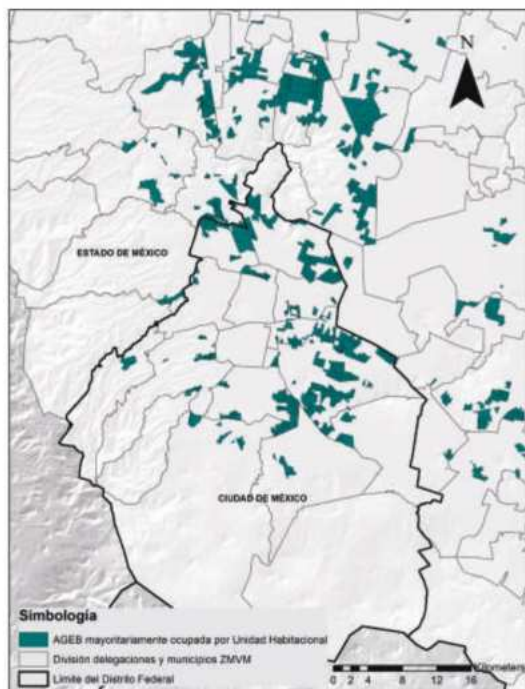 N
ESTADO DE MÉXICO
CIUDAD DE MÉXICO
Simbología
AGEB mayoritariamente ocupada por Unidad Habitacional
División delegaciones y municipios ZMVM
Límite del Distrito Federal
Kilometers
0 2 4 8 12 16